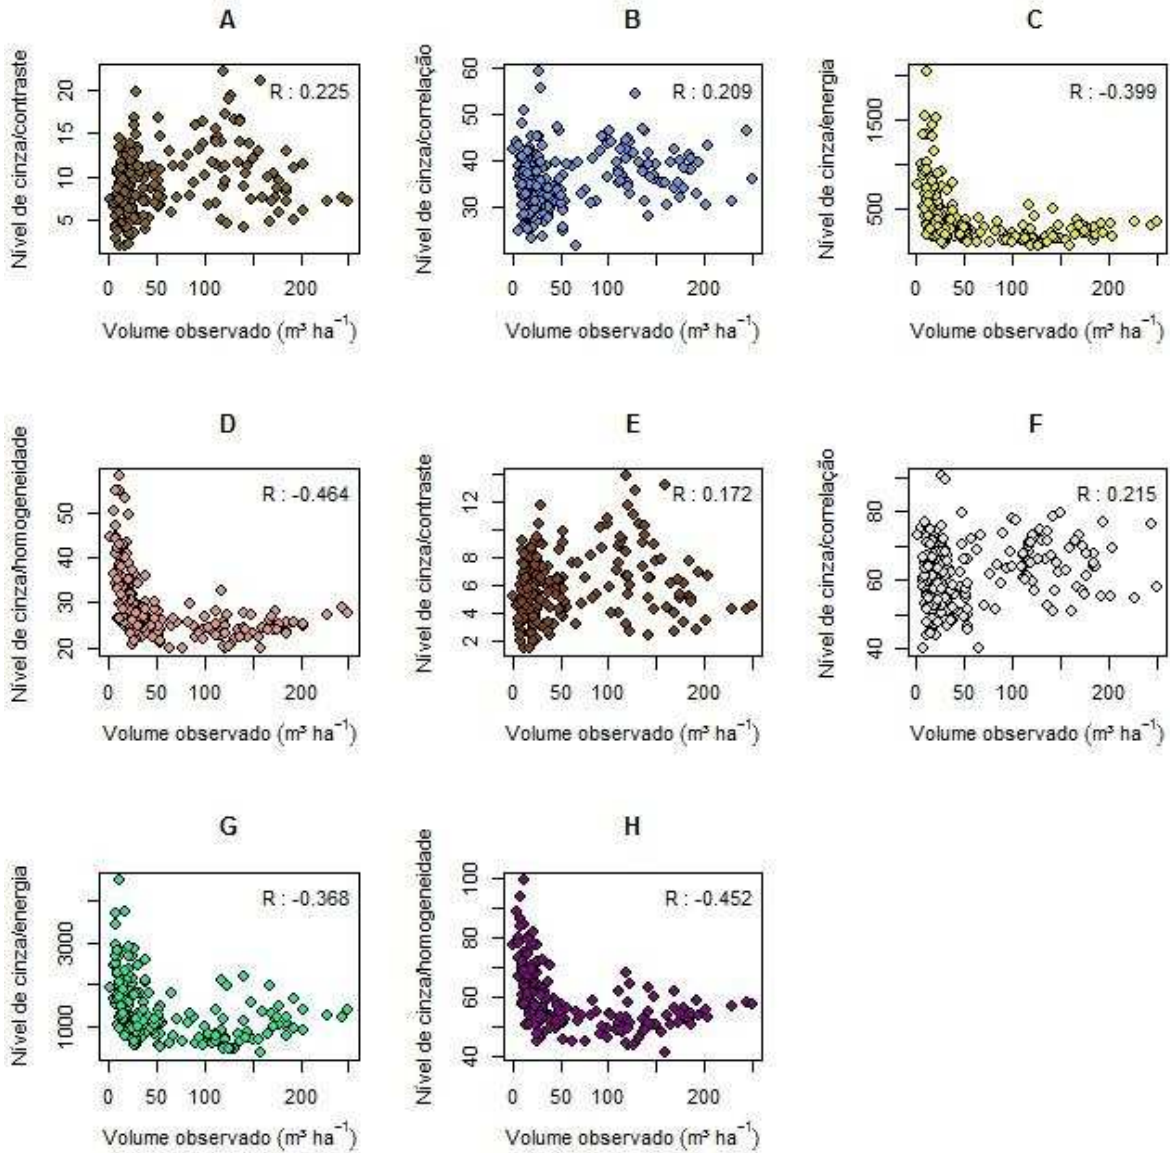 A
Nível de cinza/contraste
5 10 15 20
R : 0.225
0 50 100 200
Volume observado (m³ ha⁻¹)
B
Nível de cinza/correlação
30 40 50 60
R : 0.209
0 50 100 200
Volume observado (m³ ha⁻¹)
C
Nível de cinza/energia
500 1500
R : -0.399
0 50 100 200
Volume observado (m³ ha⁻¹)
D
Nível de cinza/homogeneidade
20 30 40 50
R : -0.464
0 50 100 200
Volume observado (m³ ha⁻¹)
E
Nível de cinza/contraste
2 4 6 8 12
R : 0.172
0 50 100 200
Volume observado (m³ ha⁻¹)
F
Nível de cinza/correlação
40 60 80
R : 0.215
0 50 100 200
Volume observado (m³ ha⁻¹)
G
Nível de cinza/energia
1000 3000
R : -0.368
0 50 100 200
Volume observado (m³ ha⁻¹)
H
Nível de cinza/homogeneidade
40 60 80 100
R : -0.452
0 50 100 200
Volume observado (m³ ha⁻¹)